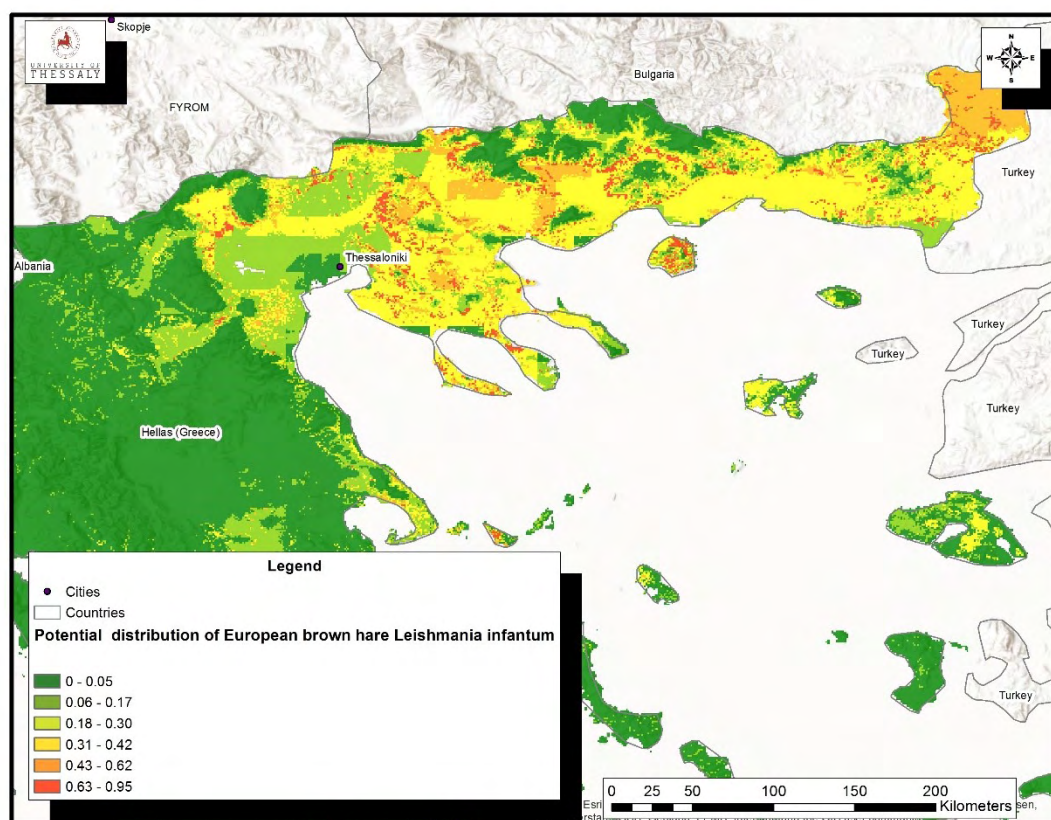 Skopje
UNIVERSITY OF
THESSALY
N
W E
S
Bulgaria
FYROM
Turkey
Albania
Thessaloniki
Turkey
Turkey
Turkey
Hellas (Greece)
Legend
Cities
Countries
Potential distribution of European brown hare Leishmania infantum
0 - 0.05
0.06 - 0.17
0.18 - 0.30
0.31 - 0.42
0.43 - 0.62
0.63 - 0.95
Turkey
0 25 50 100 150 200
Kilometers
Esri